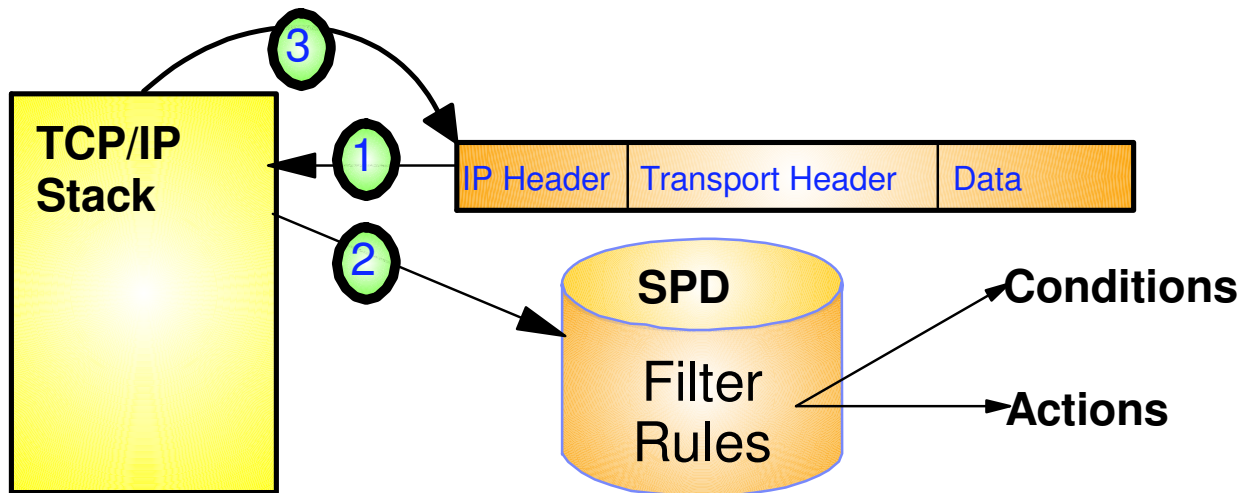 3
TCP/IP
Stack
1
IP Header
Transport Header
Data
2
SPD
Filter
Rules
Conditions
Actions